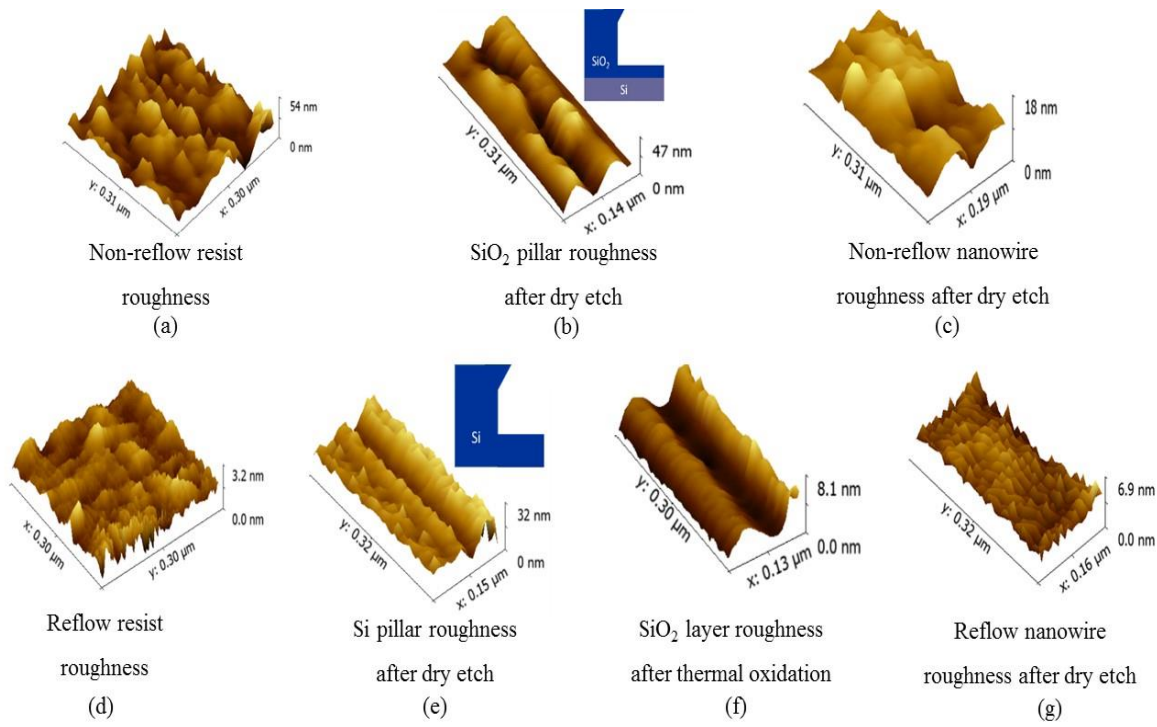 54 nm
0 nm
y: 0.31 µm
x: 0.30 µm
Non-reflow resist
roughness
(a)
SiO₂
Si
47 nm
0 nm
y: 0.31 µm
x: 0.14 µm
SiO₂ pillar roughness
after dry etch
(b)
18 nm
0 nm
y: 0.31 µm
x: 0.19 µm
Non-reflow nanowire
roughness after dry etch
(c)
3.2 nm
0.0 nm
x: 0.30 µm
y: 0.30 µm
Reflow resist
roughness
(d)
Si
32 nm
0 nm
y: 0.32 µm
x: 0.15 µm
Si pillar roughness
after dry etch
(e)
8.1 nm
0.0 nm
y: 0.30 µm
x: 0.13 µm
SiO₂ layer roughness
after thermal oxidation
(f)
6.9 nm
0.0 nm
y: 0.32 µm
x: 0.16 µm
Reflow nanowire
roughness after dry etch
(g)